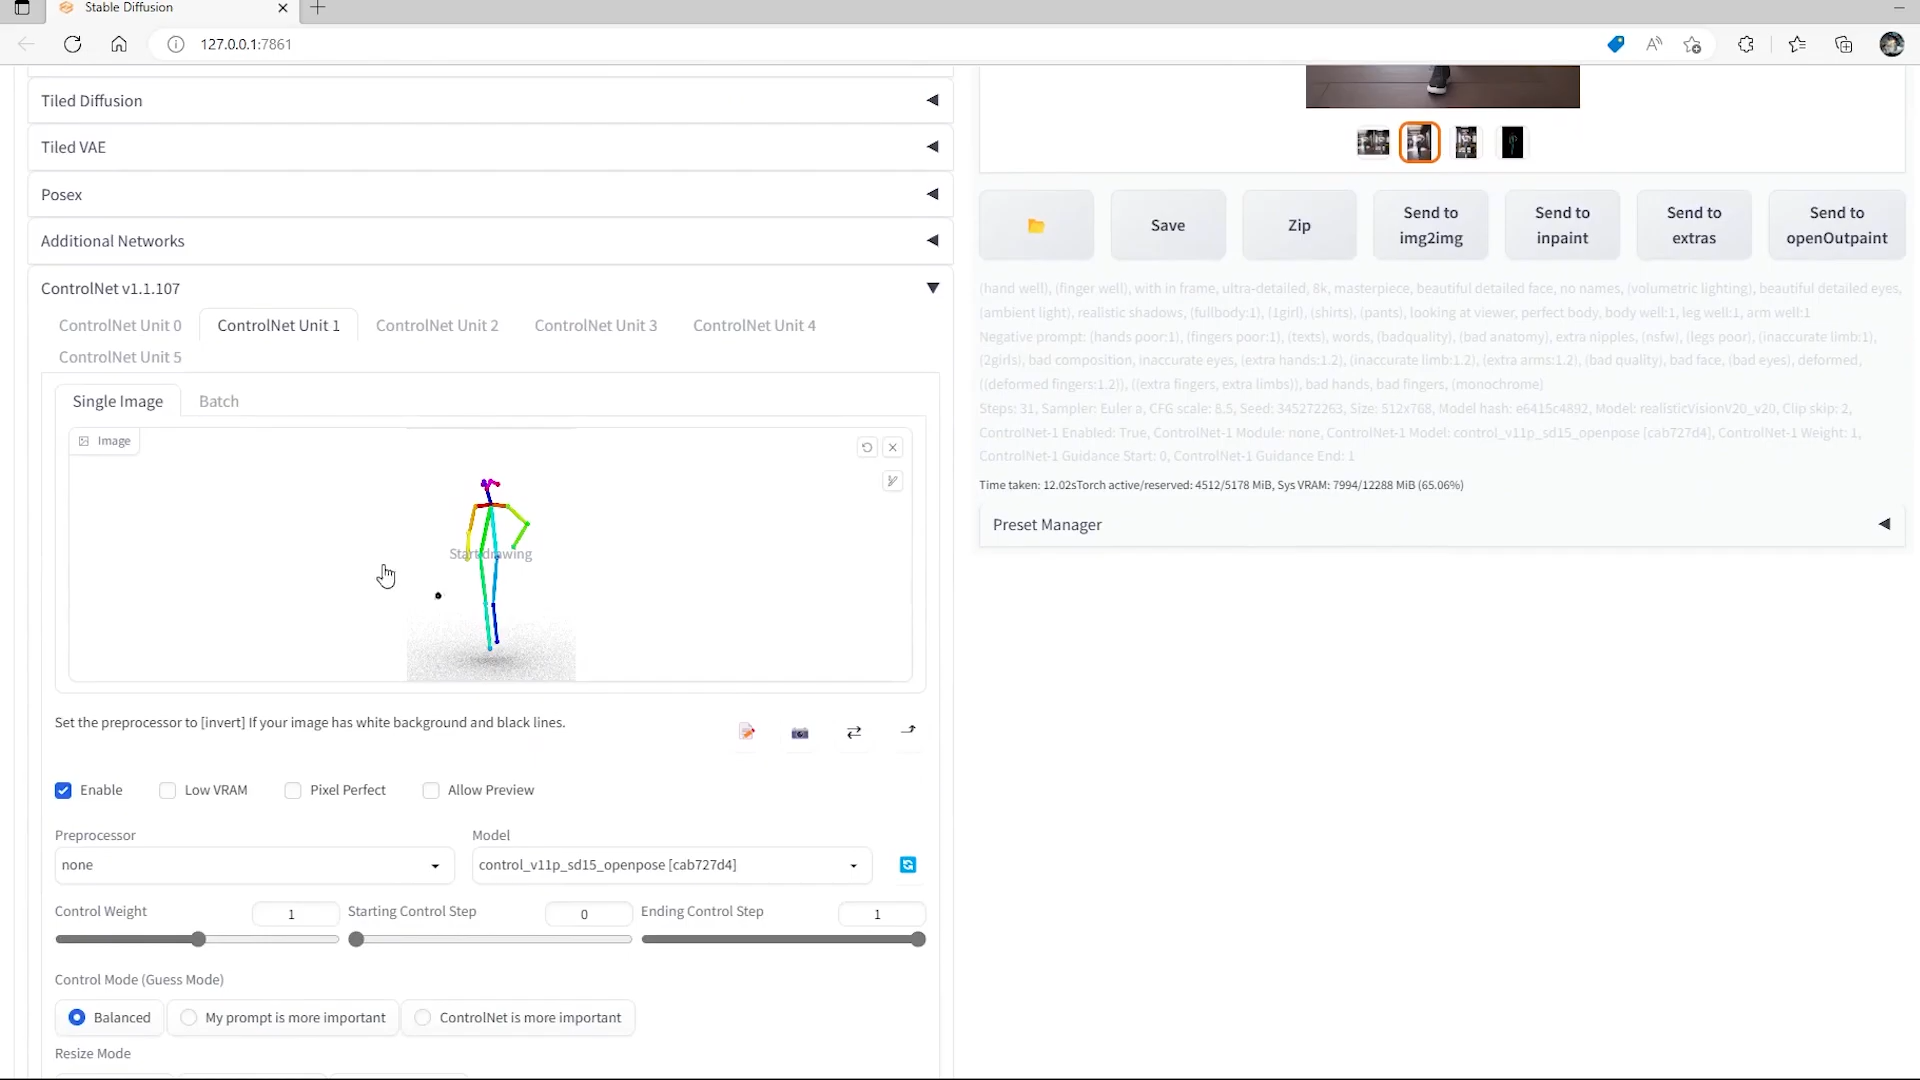 Stable Diffusion
127.0.0.1:7861
Tiled Diffusion
Tiled VAE
Posex
Additional Networks
ControlNet v1.1.107
ControlNet Unit 0
ControlNet Unit 1
ControlNet Unit 2
ControlNet Unit 3
ControlNet Unit 4
ControlNet Unit 5
Single Image
Batch
Image
Start drawing
Set the preprocessor to [invert] If your image has white background and black lines.
Enable
Low VRAM
Pixel Perfect
Allow Preview
Preprocessor
Model
none
control_v11p_sd15_openpose [cab727d4]
Control Weight
1
Starting Control Step
0
Ending Control Step
1
Control Mode (Guess Mode)
Balanced
My prompt is more important
ControlNet is more important
Resize Mode
Save
Zip
Send to
img2img
Send to
inpaint
Send to
extras
Send to
openOutpaint
(hand well), (finger well), with in frame, ultra-detailed, 8k, masterpiece, beautiful detailed face, no names, (volumetric lighting), beautiful detailed eyes,
(ambient light), realistic shadows, (fullbody:1), (1girl), (shirts), (pants), looking at viewer, perfect body, body well:1, leg well:1, arm well:1
Negative prompt: (hands poor:1), (fingers poor:1), (texts), words, (badquality), (bad anatomy), extra nipples, (nsfw), (legs poor), (inaccurate limb:1),
(2girls), bad composition, inaccurate eyes, (extra hands:1.2), (inaccurate limb:1.2), (extra arms:1.2), (bad quality), bad face, (bad eyes), deformed,
((deformed fingers:1.2)), ((extra fingers, extra limbs)), bad hands, bad fingers, (monochrome)
Steps: 31, Sampler: Euler a, CFG scale: 8.5, Seed: 345272263, Size: 512x768, Model hash: e6415c4892, Model: realisticVisionV20_v20, Clip skip: 2,
ControlNet-1 Enabled: True, ControlNet-1 Module: none, ControlNet-1 Model: control_v11p_sd15_openpose [cab727d4], ControlNet-1 Weight: 1,
ControlNet-1 Guidance Start: 0, ControlNet-1 Guidance End: 1
Time taken: 12.02sTorch active/reserved: 4512/5178 MiB, Sys VRAM: 7994/12288 MiB (65.06%)
Preset Manager